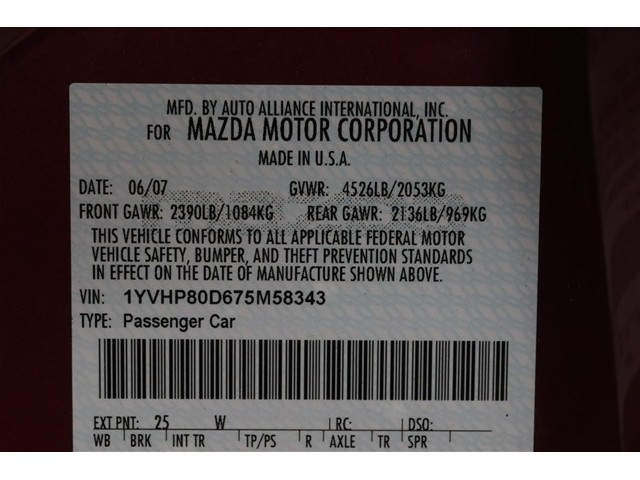 MFD. BY AUTO ALLIANCE INTERNATIONAL, INC.
FOR MAZDA MOTOR CORPORATION
MADE IN U.S.A.
DATE: 06/07 GVWR: 4526LB/2053KG
FRONT GAWR: 2390LB/1084KG REAR GAWR: 2136LB/969KG
THIS VEHICLE CONFORMS TO ALL APPLICABLE FEDERAL MOTOR
VEHICLE SAFETY, BUMPER, AND THEFT PREVENTION STANDARDS
IN EFFECT ON THE DATE OF MANUFACTURE SHOWN ABOVE.
VIN: 1YVHP80D675M58343
TYPE: Passenger Car
EXT PNT: 25 W RC: DSO:
WB BRK INT TR TP/PS R AXLE TR SPR